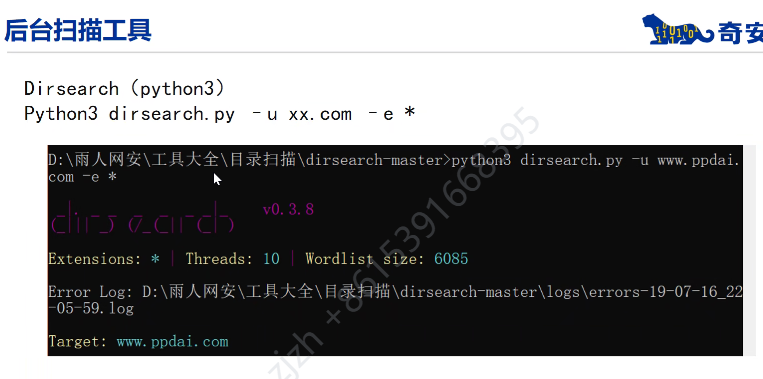 后台扫描工具
奇安
Dirsearch（python3）
Python3 dirsearch.py –u xx.com –e *
D:\雨人网安\工具大全\目录扫描\dirsearch-master>python3 dirsearch.py -u www.ppdai.
com -e *
dirsearch v0.3.8
Extensions: * | Threads: 10 | Wordlist size: 6085
Error Log: D:\雨人网安\工具大全\目录扫描\dirsearch-master\logs\errors-19-07-16_22
-05-59.log
Target: www.ppdai.com
zjzh +8615391668395